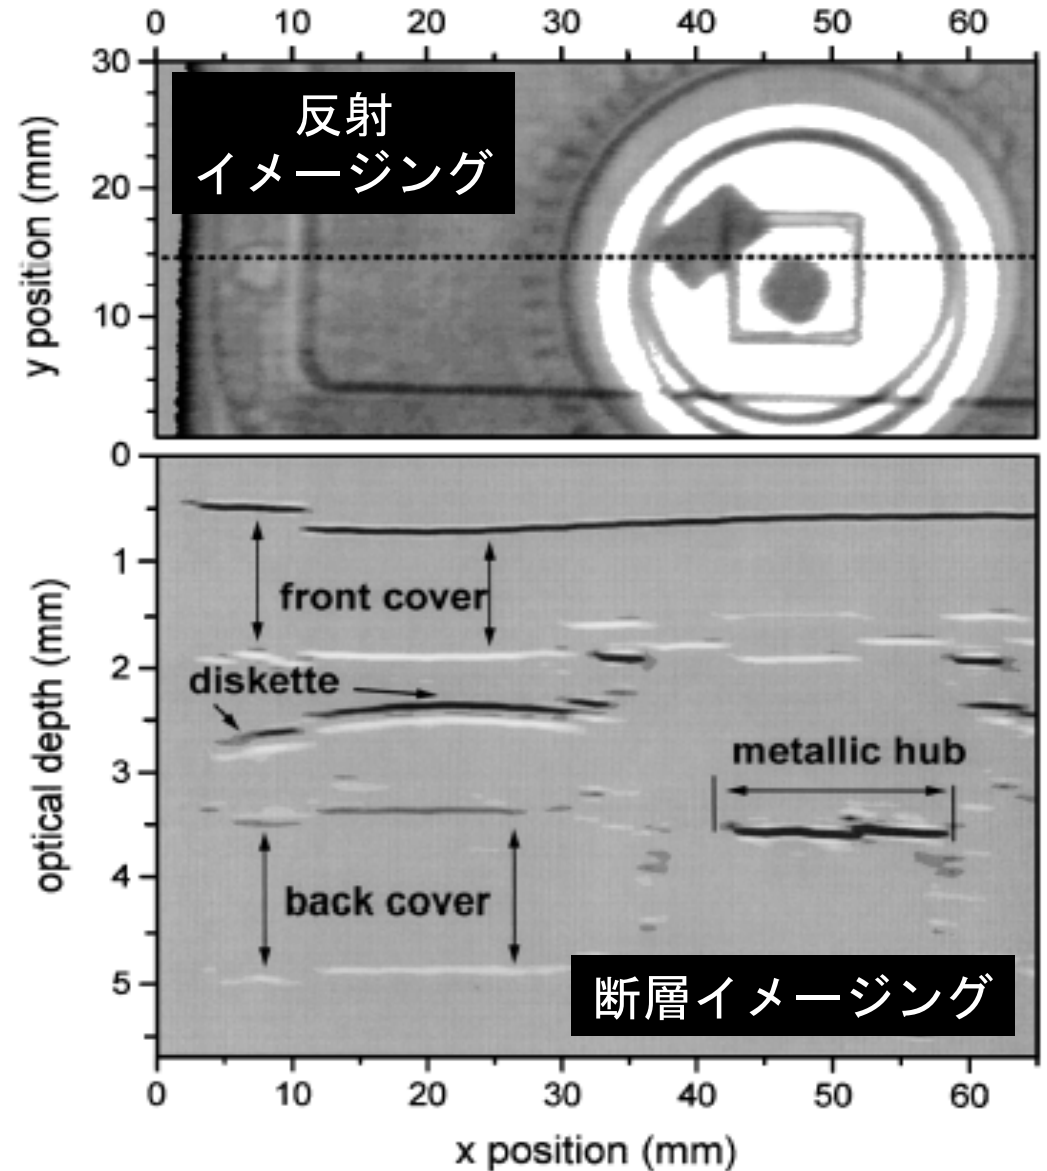 0 10 20 30 40 50 60
30
反射
イメージング
20
10
y position (mm)
0
1
front cover
2
diskette
metallic hub
3
optical depth (mm)
4
back cover
5
断層イメージング
0 10 20 30 40 50 60
x position (mm)